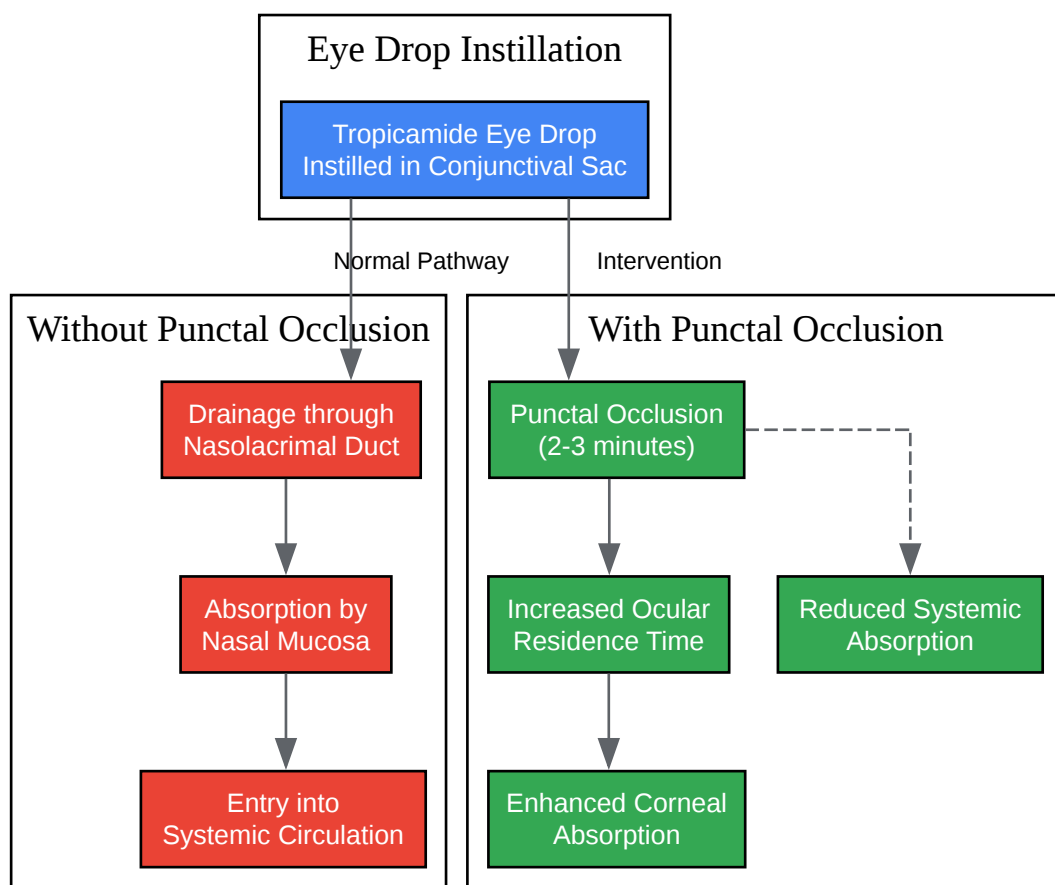 Eye Drop Instillation
Tropicamide Eye Drop
Instilled in Conjunctival Sac
Normal Pathway
Intervention
Without Punctal Occlusion
Drainage through
Nasolacrimal Duct
Absorption by
Nasal Mucosa
Entry into
Systemic Circulation
With Punctal Occlusion
Punctal Occlusion
(2-3 minutes)
Increased Ocular
Residence Time
Reduced Systemic
Absorption
Enhanced Corneal
Absorption